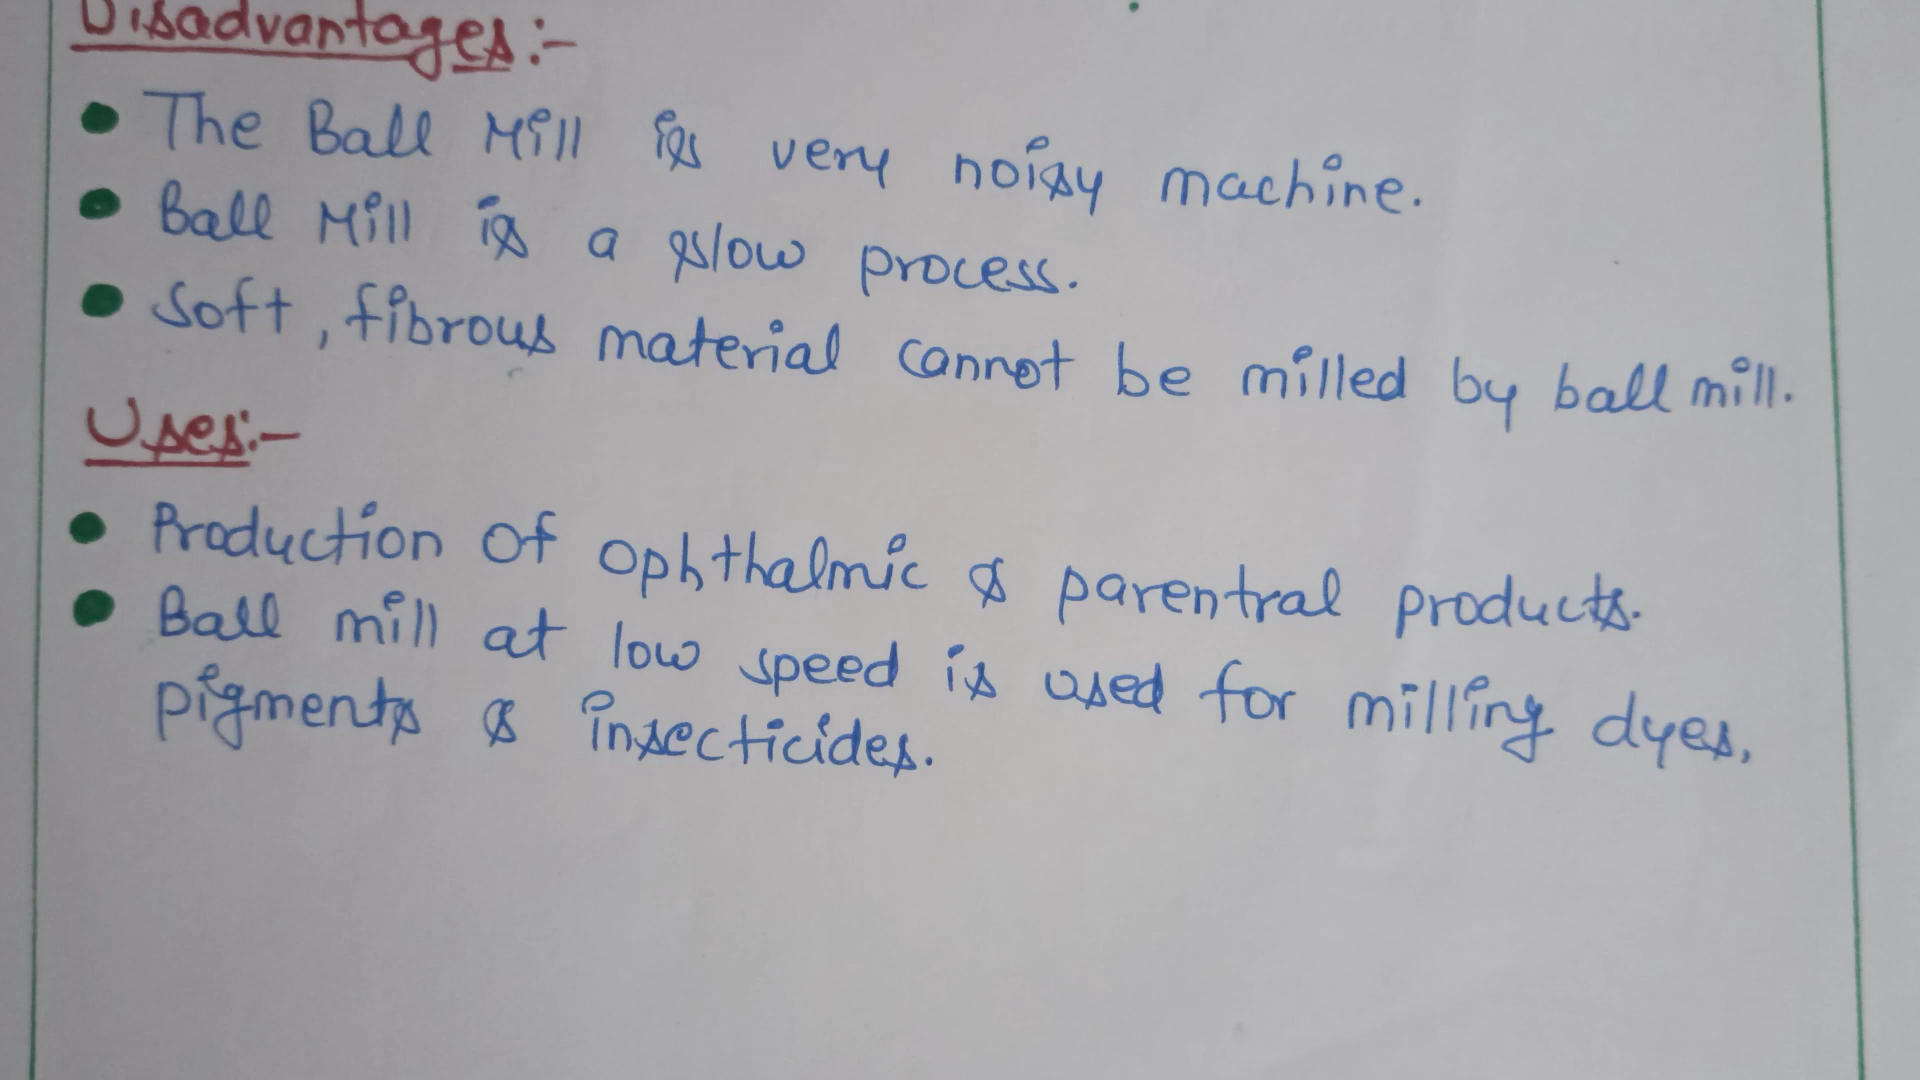 Disadvantages:-
• The Ball Mill is very noisy machine.
• Ball Mill is a slow process.
• Soft, fibrous material cannot be milled by ball mill.
Uses:-
• Production of ophthalmic & parentral products.
• Ball mill at low speed is used for milling dyes,
pigments & insecticides.